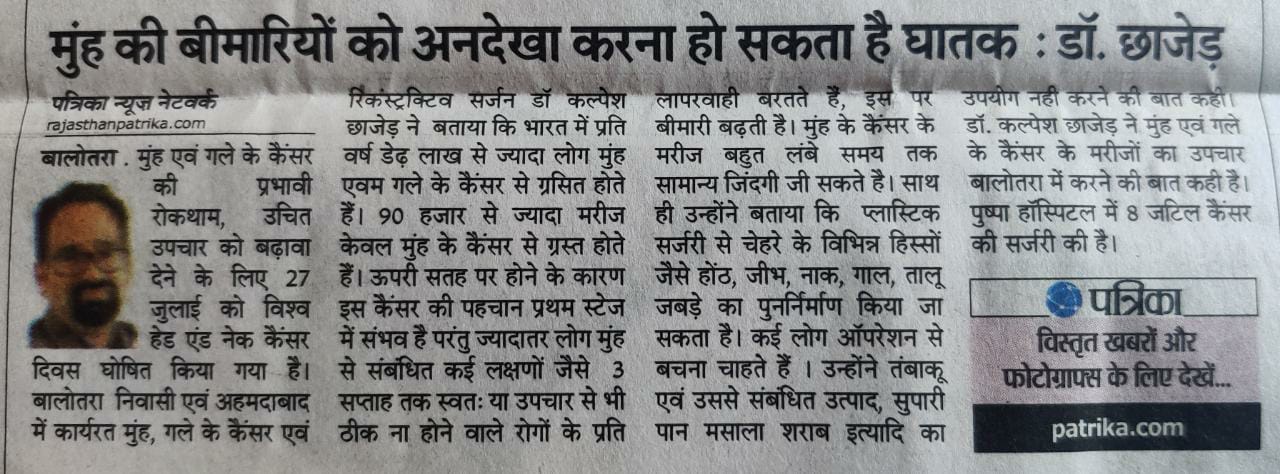 मुंह की बीमारियों को अनदेखा करना हो सकता है घातक : डॉ. छाजेड़
पत्रिका न्यूज़ नेटवर्क
rajasthanpatrika.com
बालोतरा . मुंह एवं गले के कैंसर
की प्रभावी
रोकथाम, उचित
उपचार को बढ़ावा
देने के लिए 27
जुलाई को विश्व
हेड एंड नेक कैंसर
दिवस घोषित किया गया है।
बालोतरा निवासी एवं अहमदाबाद
में कार्यरत मुंह, गले के कैंसर एवं
रिकंस्ट्रक्टिव सर्जन डॉ कल्पेश
छाजेड़ ने बताया कि भारत में प्रति
वर्ष डेढ़ लाख से ज्यादा लोग मुंह
एवम गले के कैंसर से ग्रसित होते
हैं। 90 हजार से ज्यादा मरीज
केवल मुंह के कैंसर से ग्रस्त होते
हैं। ऊपरी सतह पर होने के कारण
इस कैंसर की पहचान प्रथम स्टेज
में संभव है परंतु ज्यादातर लोग मुंह
से संबंधित कई लक्षणों जैसे 3
सप्ताह तक स्वतः या उपचार से भी
ठीक ना होने वाले रोगों के प्रति
लापरवाही बरतते हैं, इस पर
बीमारी बढ़ती है। मुंह के कैंसर के
मरीज बहुत लंबे समय तक
सामान्य जिंदगी जी सकते है। साथ
ही उन्होंने बताया कि प्लास्टिक
सर्जरी से चेहरे के विभिन्न हिस्सों
जैसे होंठ, जीभ, नाक, गाल, तालू
जबड़े का पुनर्निर्माण किया जा
सकता है। कई लोग ऑपरेशन से
बचना चाहते हैं । उन्होंने तंबाकू
एवं उससे संबंधित उत्पाद, सुपारी
पान मसाला शराब इत्यादि का
उपयोग नहीं करने की बात कही।
डॉ. कल्पेश छाजेड़ ने मुंह एवं गले
के कैंसर के मरीजों का उपचार
बालोतरा में करने की बात कही है।
पुष्पा हॉस्पिटल में 8 जटिल कैंसर
की सर्जरी की है।
पत्रिका
विस्तृत खबरों और
फोटोग्राफ्स के लिए देखें...
patrika.com